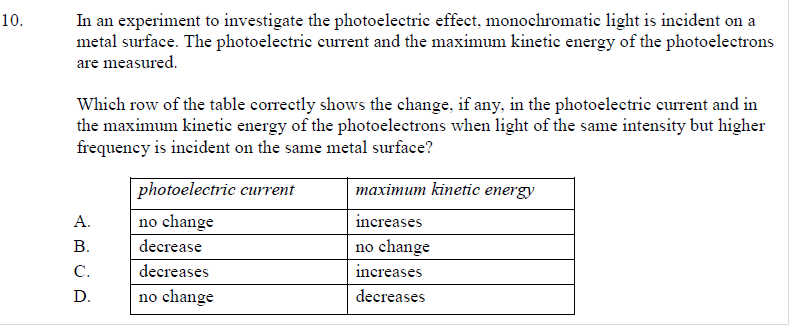 10. In an experiment to investigate the photoelectric effect, monochromatic light is incident on a
metal surface. The photoelectric current and the maximum kinetic energy of the photoelectrons
are measured.
Which row of the table correctly shows the change, if any, in the photoelectric current and in
the maximum kinetic energy of the photoelectrons when light of the same intensity but higher
frequency is incident on the same metal surface?
photoelectric current maximum kinetic energy
A. no change increases
B. decrease no change
C. decreases increases
D. no change decreases